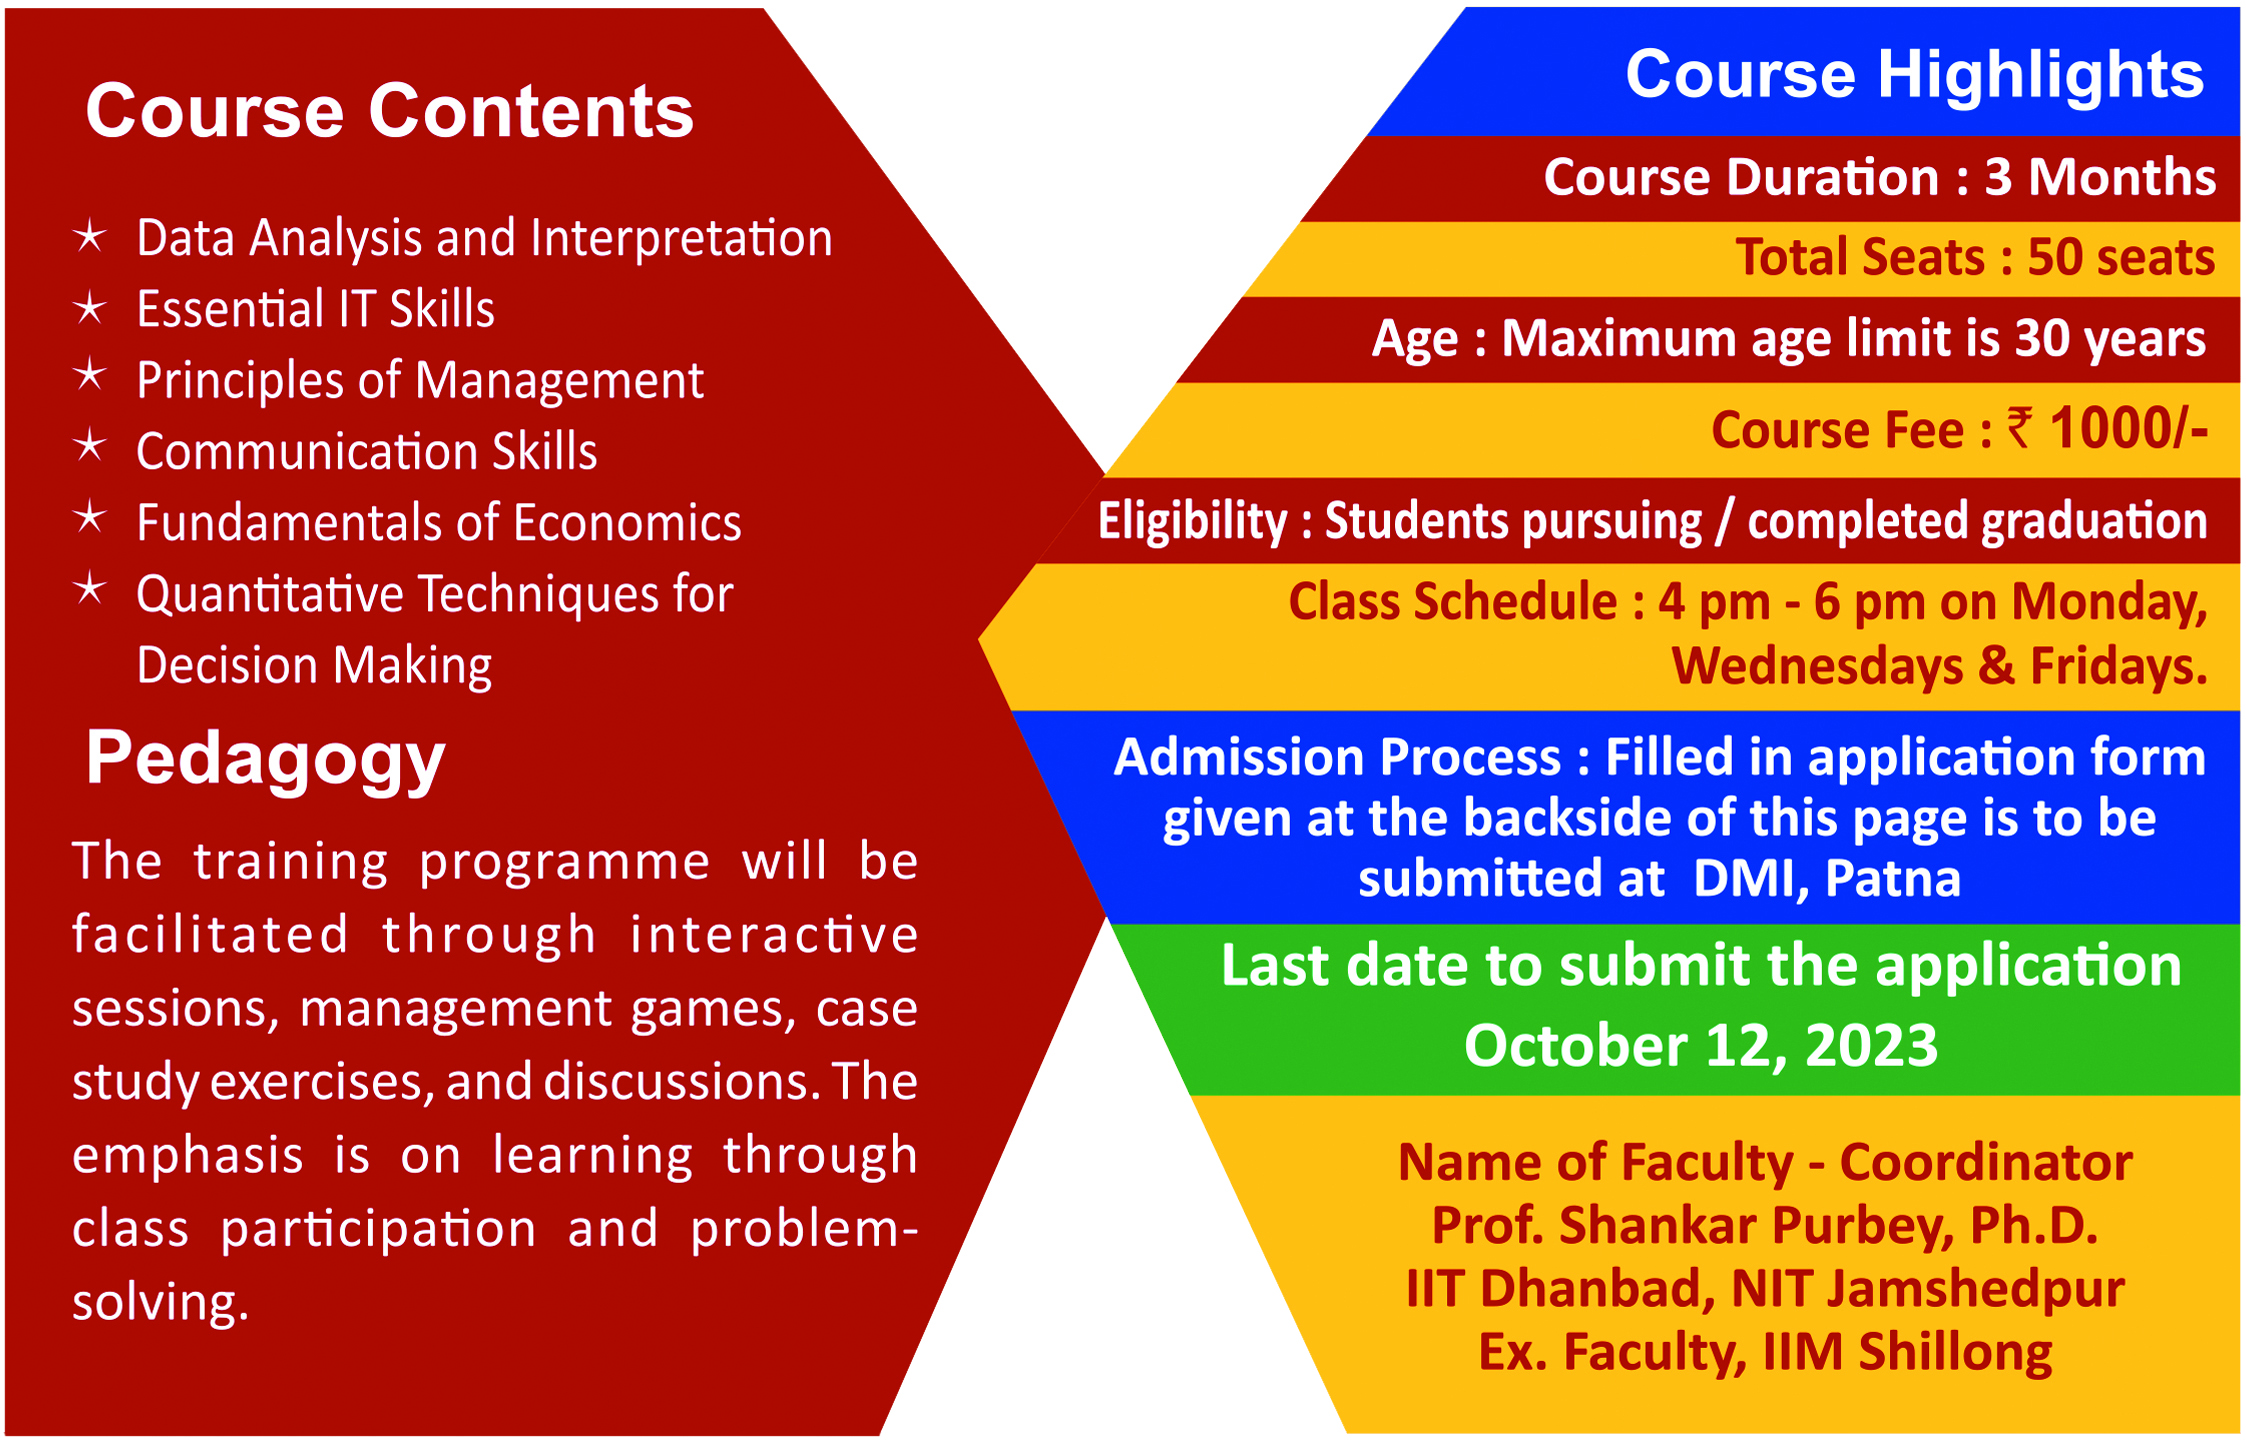 Course Contents
Data Analysis and Interpretation
Essential IT Skills
Principles of Management
Communication Skills
Fundamentals of Economics
Quantitative Techniques for
Decision Making
Pedagogy
The training programme will be
facilitated through interactive
sessions, management games, case
study exercises, and discussions. The
emphasis is on learning through
class participation and problem-
solving.
Course Highlights
Course Duration : 3 Months
Total Seats : 50 seats
Age : Maximum age limit is 30 years
Course Fee : ₹ 1000/-
Eligibility : Students pursuing / completed graduation
Class Schedule : 4 pm - 6 pm on Monday,
Wednesdays & Fridays.
Admission Process : Filled in application form
given at the backside of this page is to be
submitted at DMI, Patna
Last date to submit the application
October 12, 2023
Name of Faculty - Coordinator
Prof. Shankar Purbey, Ph.D.
IIT Dhanbad, NIT Jamshedpur
Ex. Faculty, IIM Shillong